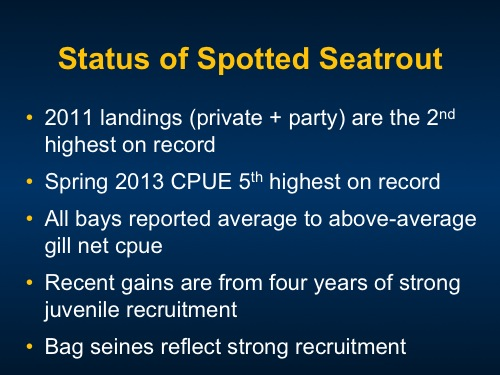 Status of Spotted Seatrout
• 2011 landings (private + party) are the 2nd
highest on record
• Spring 2013 CPUE 5th highest on record
• All bays reported average to above-average
gill net cpue
• Recent gains are from four years of strong
juvenile recruitment
• Bag seines reflect strong recruitment